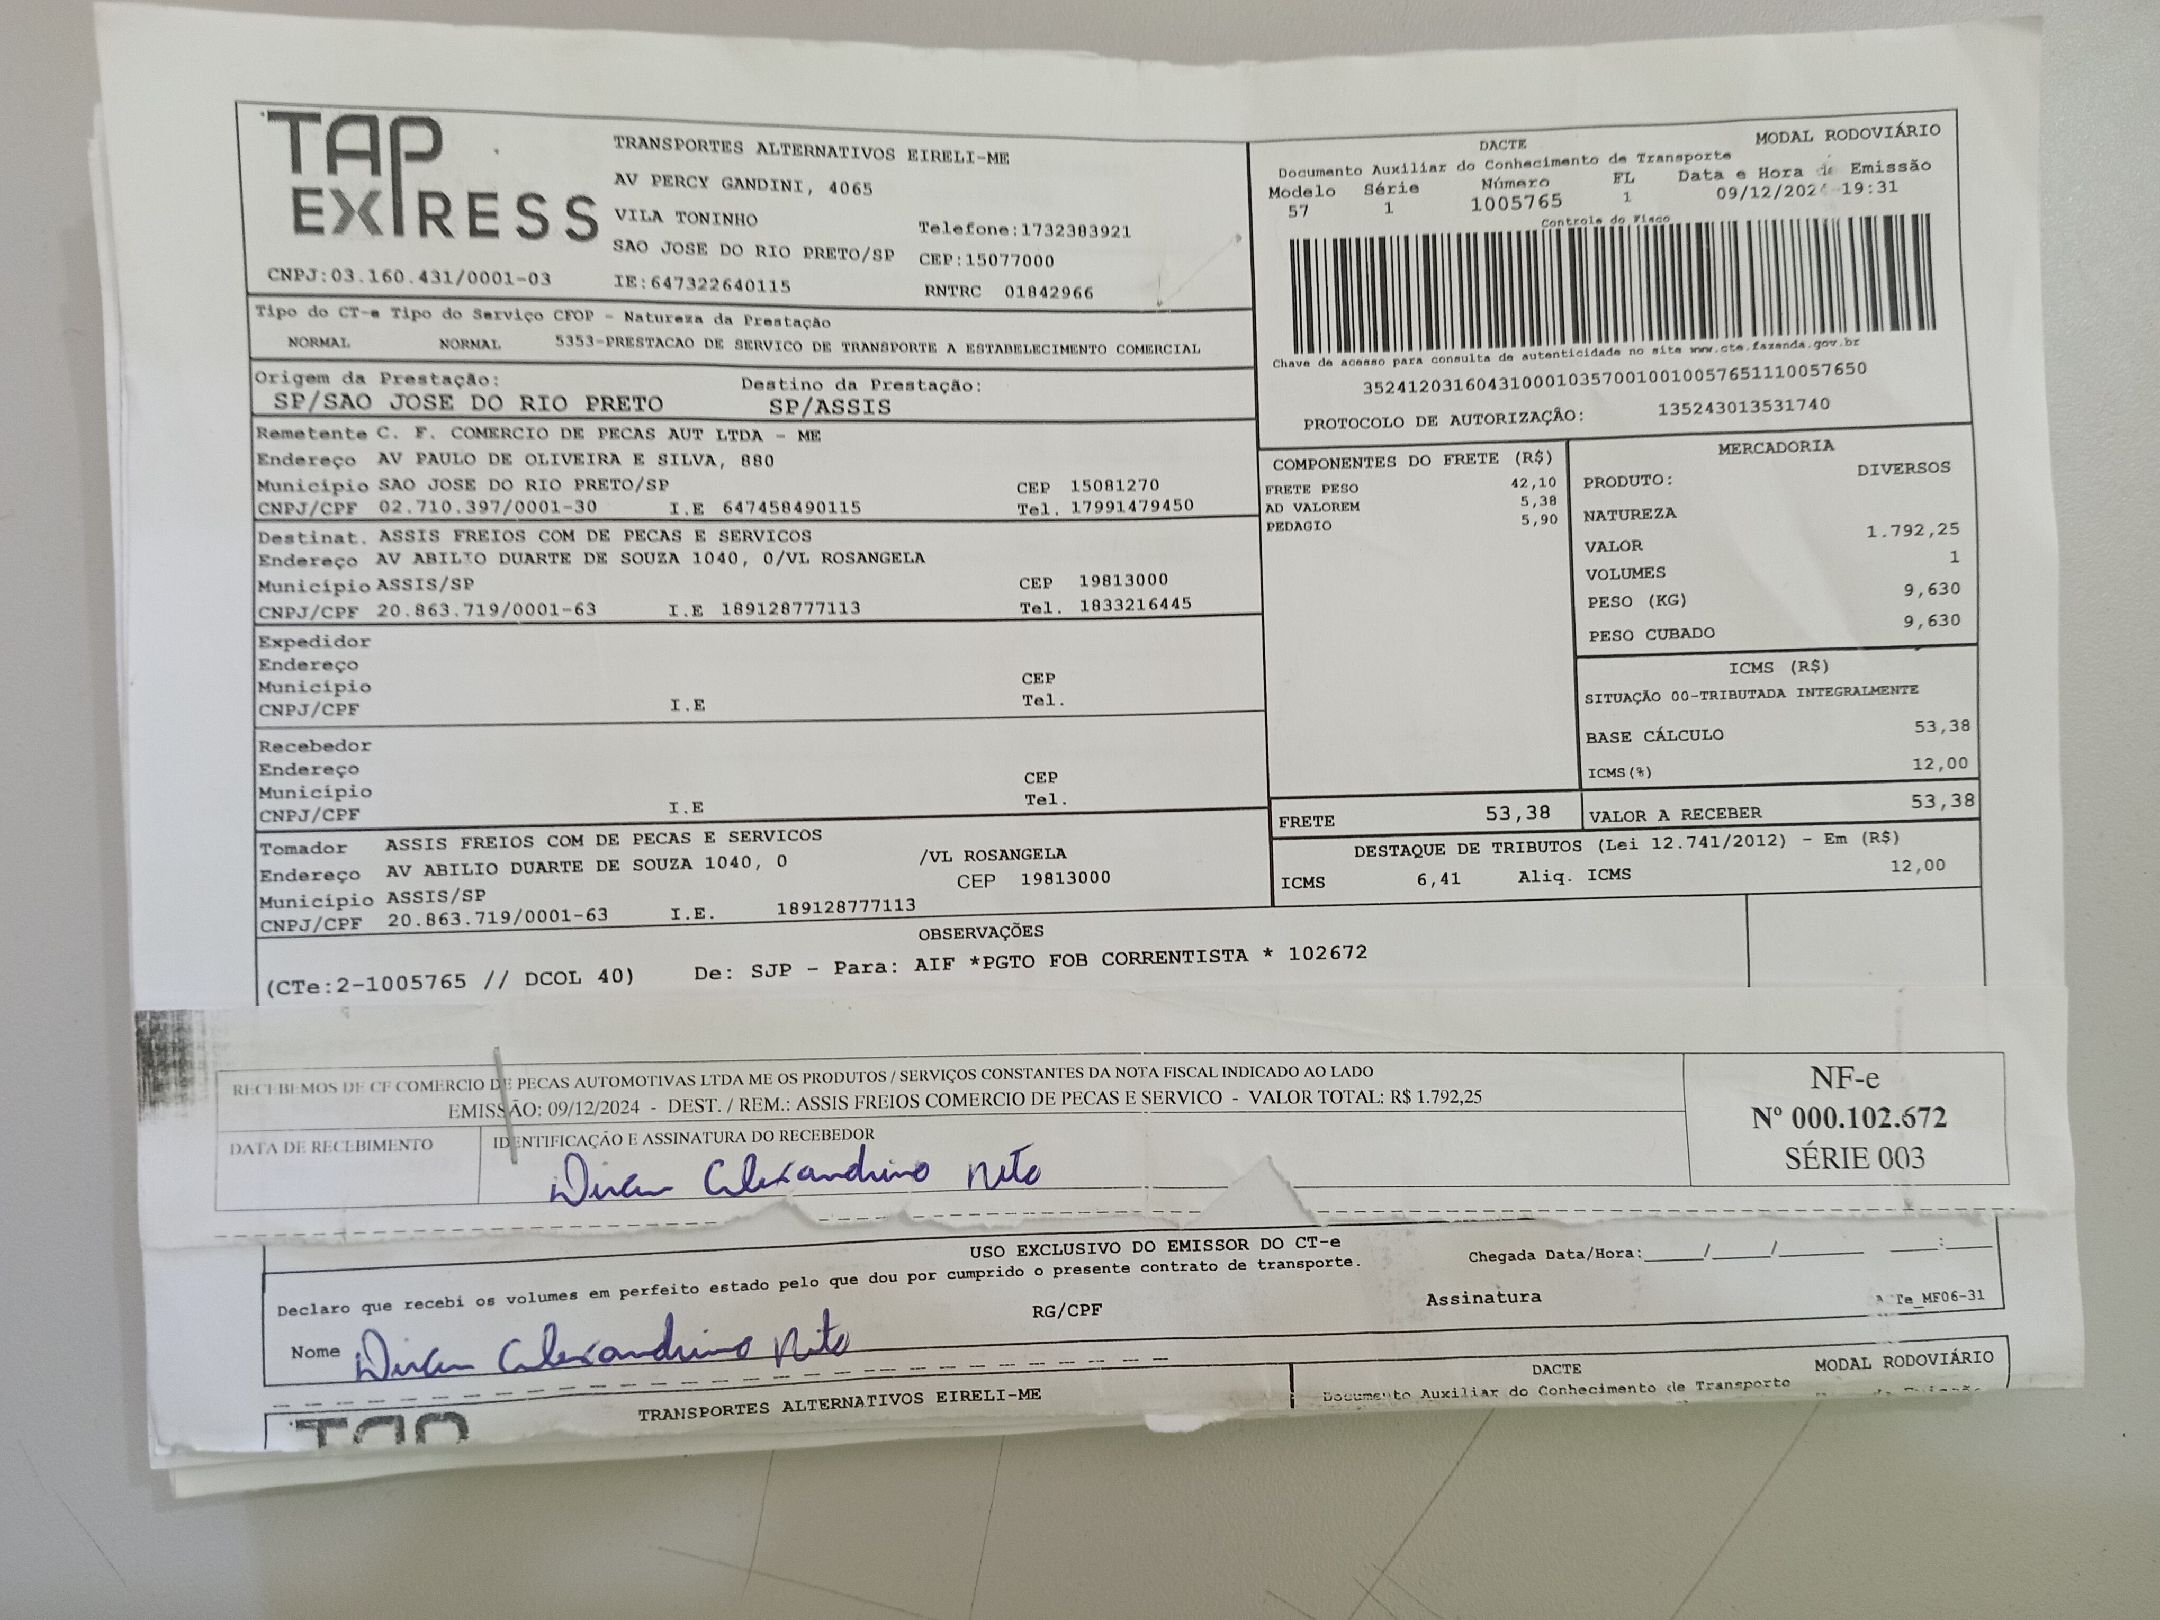 TAP EXPRESS
CNPJ:03.160.431/0001-03
TRANSPORTES ALTERNATIVOS EIRELI-ME
AV PERCY GANDINI, 4065
VILA TONINHO
Telefone:1732383921
SAO JOSE DO RIO PRETO/SP CEP:15077000
IE:647322640115 RNTRC 01842966
DACTE MODAL RODOVIÁRIO
Documento Auxiliar do Conhecimento de Transporte
Modelo Série Número FL Data e Hora de Emissão
57 1 1005765 1 09/12/2024 19:31
Controle do Fisco
Chave de acesso para consulta de autenticidade no site www.cte.fazenda.gov.br
35241203160431000103570010010057651110057650
PROTOCOLO DE AUTORIZAÇÃO: 135243013531740
Tipo do CT-e Tipo do Serviço CFOP - Natureza da Prestação
NORMAL NORMAL 5353-PRESTACAO DE SERVICO DE TRANSPORTE A ESTABELECIMENTO COMERCIAL
Origem da Prestação: Destino da Prestação:
SP/SAO JOSE DO RIO PRETO SP/ASSIS
Remetente C. F. COMERCIO DE PECAS AUT LTDA - ME
Endereço AV PAULO DE OLIVEIRA E SILVA, 880
Município SAO JOSE DO RIO PRETO/SP CEP 15081270
CNPJ/CPF 02.710.397/0001-30 I.E 647458490115 Tel. 17991479450
Destinat. ASSIS FREIOS COM DE PECAS E SERVICOS
Endereço AV ABILIO DUARTE DE SOUZA 1040, 0/VL ROSANGELA
Município ASSIS/SP CEP 19813000
CNPJ/CPF 20.863.719/0001-63 I.E 189128777113 Tel. 1833216445
Expedidor
Endereço
Município CEP
CNPJ/CPF I.E Tel.
Recebedor
Endereço
Município CEP
CNPJ/CPF I.E Tel.
Tomador ASSIS FREIOS COM DE PECAS E SERVICOS
Endereço AV ABILIO DUARTE DE SOUZA 1040, 0 /VL ROSANGELA
Município ASSIS/SP CEP 19813000
CNPJ/CPF 20.863.719/0001-63 I.E. 189128777113
COMPONENTES DO FRETE (R$)
FRETE PESO 42,10
AD VALOREM 5,38
PEDAGIO 5,90
FRETE 53,38
MERCADORIA
PRODUTO: DIVERSOS
NATUREZA
VALOR 1.792,25
VOLUMES 1
PESO (KG) 9,630
PESO CUBADO 9,630
ICMS (R$)
SITUAÇÃO 00-TRIBUTADA INTEGRALMENTE
BASE CÁLCULO 53,38
ICMS(%) 12,00
VALOR A RECEBER 53,38
DESTAQUE DE TRIBUTOS (Lei 12.741/2012) - Em (R$)
ICMS 6,41 Aliq. ICMS 12,00
OBSERVAÇÕES
(CTe:2-1005765 // DCOL 40) De: SJP - Para: AIF *PGTO FOB CORRENTISTA * 102672
RECEBEMOS DE CF COMERCIO DE PECAS AUTOMOTIVAS LTDA ME OS PRODUTOS / SERVIÇOS CONSTANTES DA NOTA FISCAL INDICADO AO LADO
EMISSÃO: 09/12/2024 - DEST. / REM.: ASSIS FREIOS COMERCIO DE PECAS E SERVICO - VALOR TOTAL: R$ 1.792,25
DATA DE RECEBIMENTO IDENTIFICAÇÃO E ASSINATURA DO RECEBEDOR
Alexandrino Neto
NF-e
Nº 000.102.672
SÉRIE 003
USO EXCLUSIVO DO EMISSOR DO CT-e
Declaro que recebi os volumes em perfeito estado pelo que dou por cumprido o presente contrato de transporte.
Chegada Data/Hora:____/____/______ ____:____
Nome Alexandrino Neto RG/CPF Assinatura
MF06-31
TAP
TRANSPORTES ALTERNATIVOS EIRELI-ME
DACTE MODAL RODOVIÁRIO
Documento Auxiliar do Conhecimento de Transporte